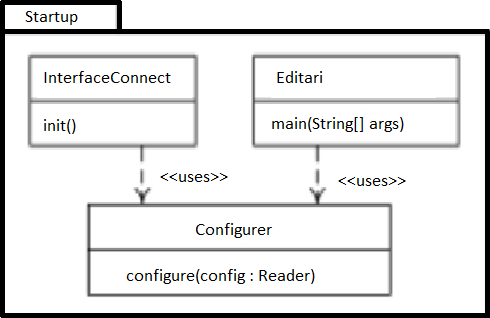 Startup
InterfaceConnect
init()
Editari
main(String[] args)
<<uses>>
<<uses>>
Configurer
configure(config : Reader)